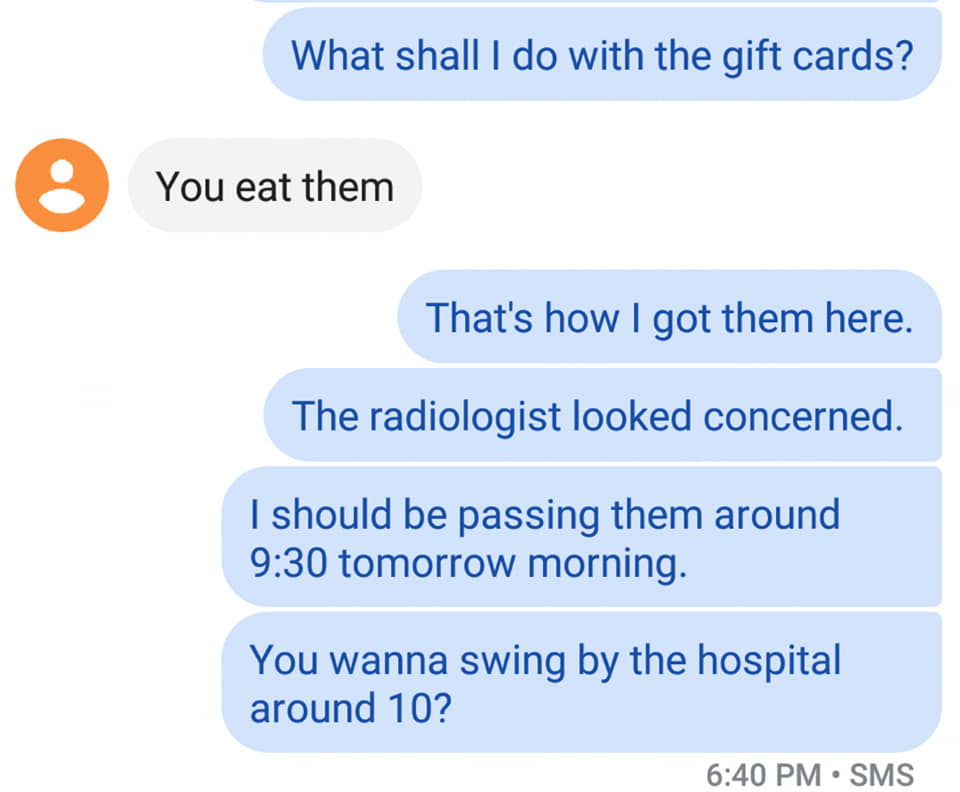 What shall I do with the gift cards?
You eat them
That's how I got them here.
The radiologist looked concerned.
I should be passing them around
9:30 tomorrow morning.
You wanna swing by the hospital
around 10?
6:40 PM • SMS